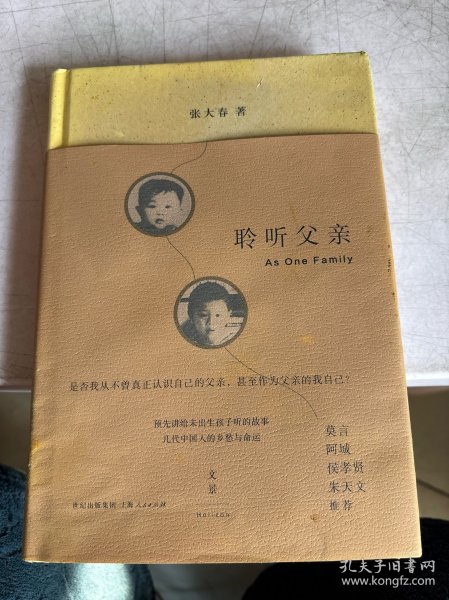 张大春 著
聆听父亲
As One Family
是否我从不曾真正认识自己的父亲，甚至作为父亲的我自己？
预先讲给未出生孩子听的故事
几代中国人的乡愁与命运
莫言
阿城
侯孝贤
朱天文
推荐
文景
Horizon
世纪出版集团 上海人民出版社
孔夫子旧书网
www.kongfz.com